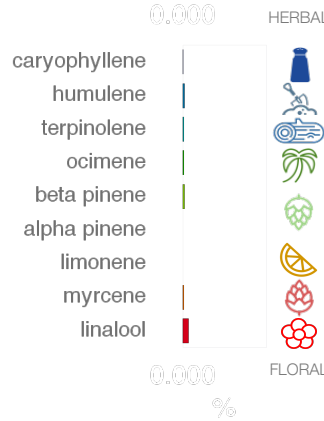 0.000 HERBAL
caryophyllene
humulene
terpinolene
ocimene
beta pinene
alpha pinene
limonene
myrcene
linalool
0.000 FLORAL
%